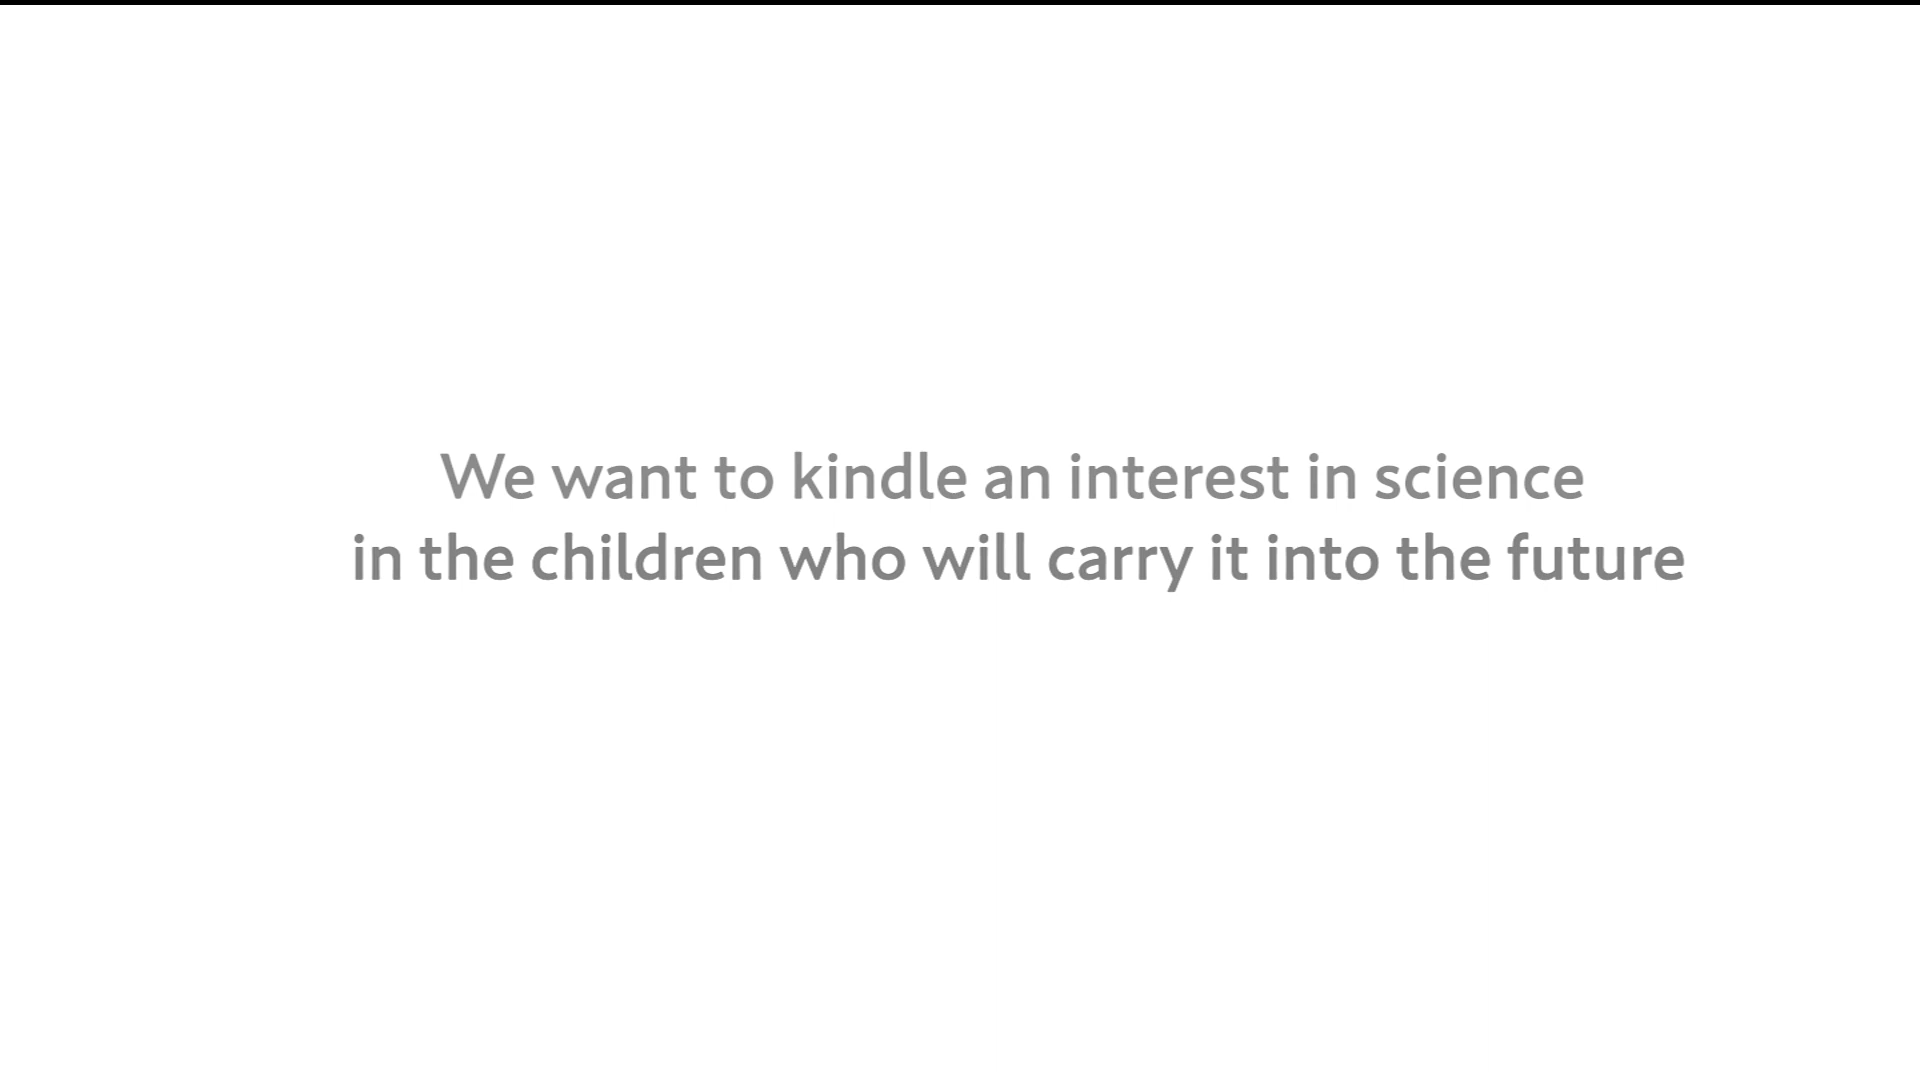 We want to kindle an interest in science
in the children who will carry it into the future